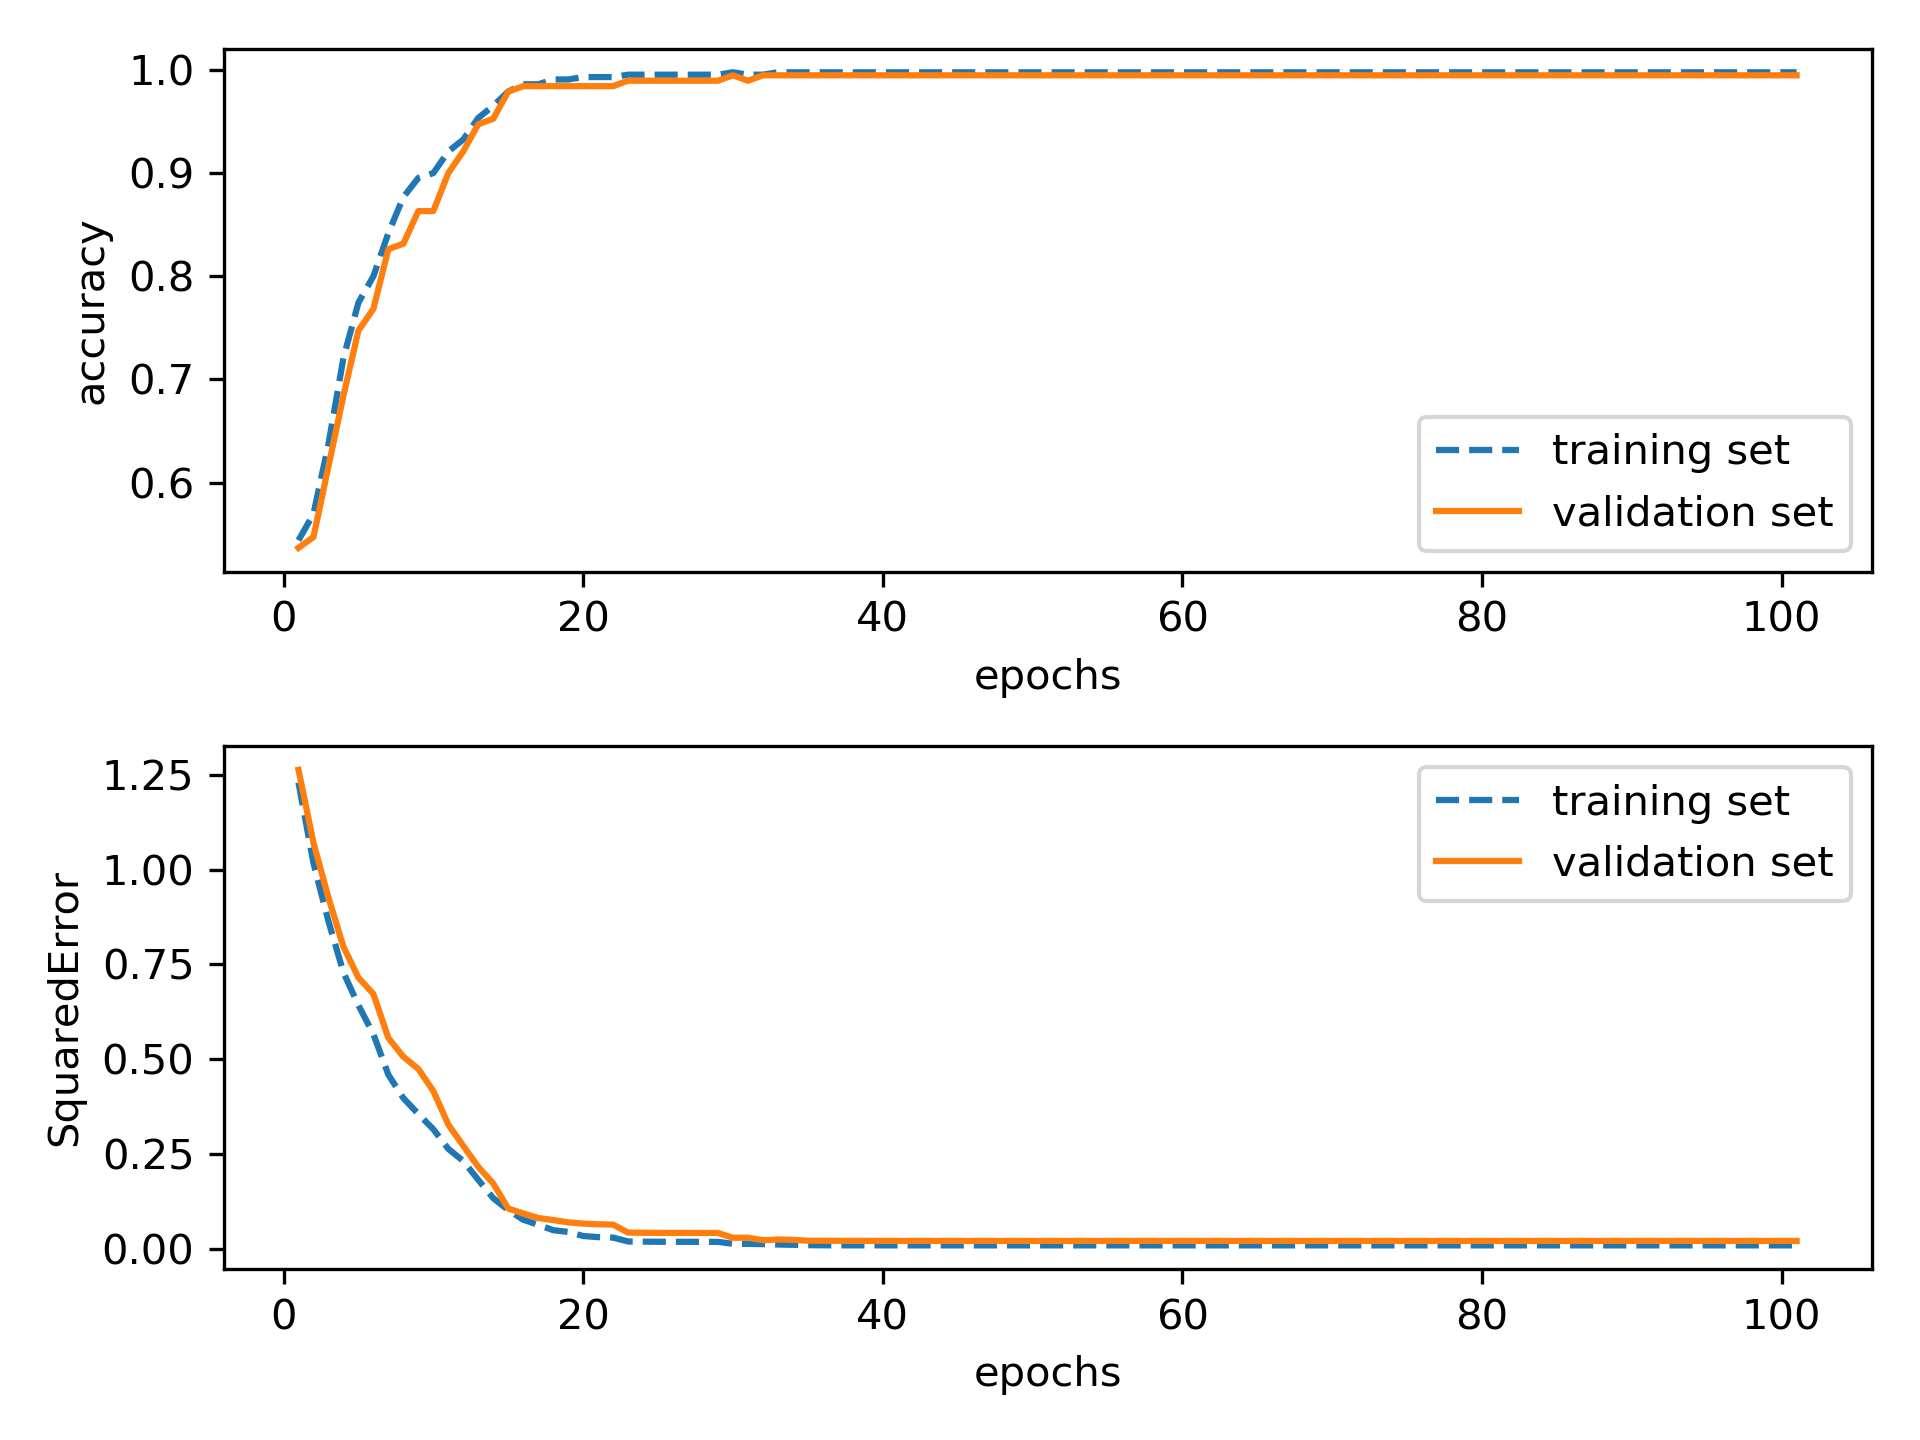 1.0
0.9
0.8
0.7
0.6
accuracy
training set
validation set
0 20 40 60 80 100
epochs
1.25
1.00
0.75
0.50
0.25
0.00
SquaredError
training set
validation set
0 20 40 60 80 100
epochs